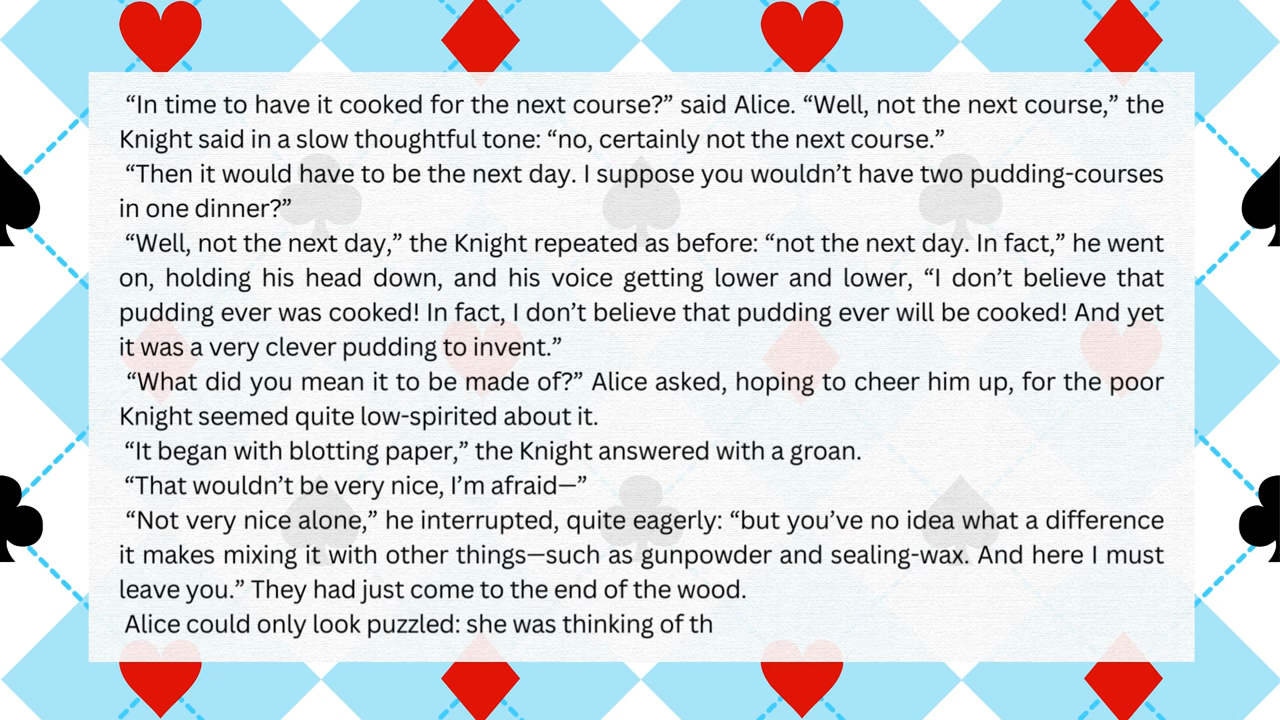 “In time to have it cooked for the next course?” said Alice. “Well, not the next course,” the
Knight said in a slow thoughtful tone: “no, certainly not the next course.”
“Then it would have to be the next day. I suppose you wouldn’t have two pudding-courses
in one dinner?”
“Well, not the next day,” the Knight repeated as before: “not the next day. In fact,” he went
on, holding his head down, and his voice getting lower and lower, “I don’t believe that
pudding ever was cooked! In fact, I don’t believe that pudding ever will be cooked! And yet
it was a very clever pudding to invent.”
“What did you mean it to be made of?” Alice asked, hoping to cheer him up, for the poor
Knight seemed quite low-spirited about it.
“It began with blotting paper,” the Knight answered with a groan.
“That wouldn’t be very nice, I’m afraid—”
“Not very nice alone,” he interrupted, quite eagerly: “but you’ve no idea what a difference
it makes mixing it with other things—such as gunpowder and sealing-wax. And here I must
leave you.” They had just come to the end of the wood.
Alice could only look puzzled: she was thinking of th